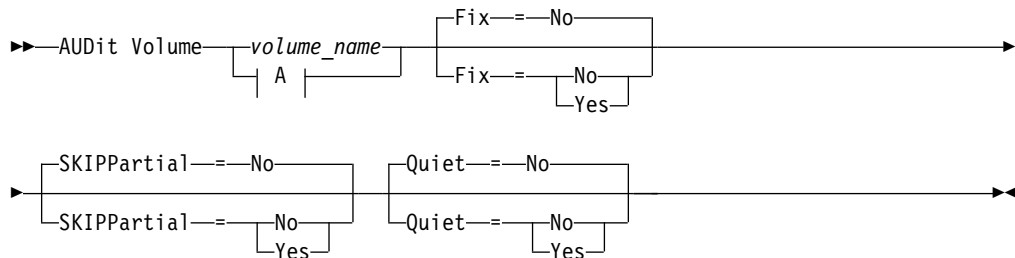 Fix = No
AUDit Volume volume_name
A
Fix = No
Yes
SKIPPartial = No
Quiet = No
SKIPPartial = No
Yes
Quiet = No
Yes